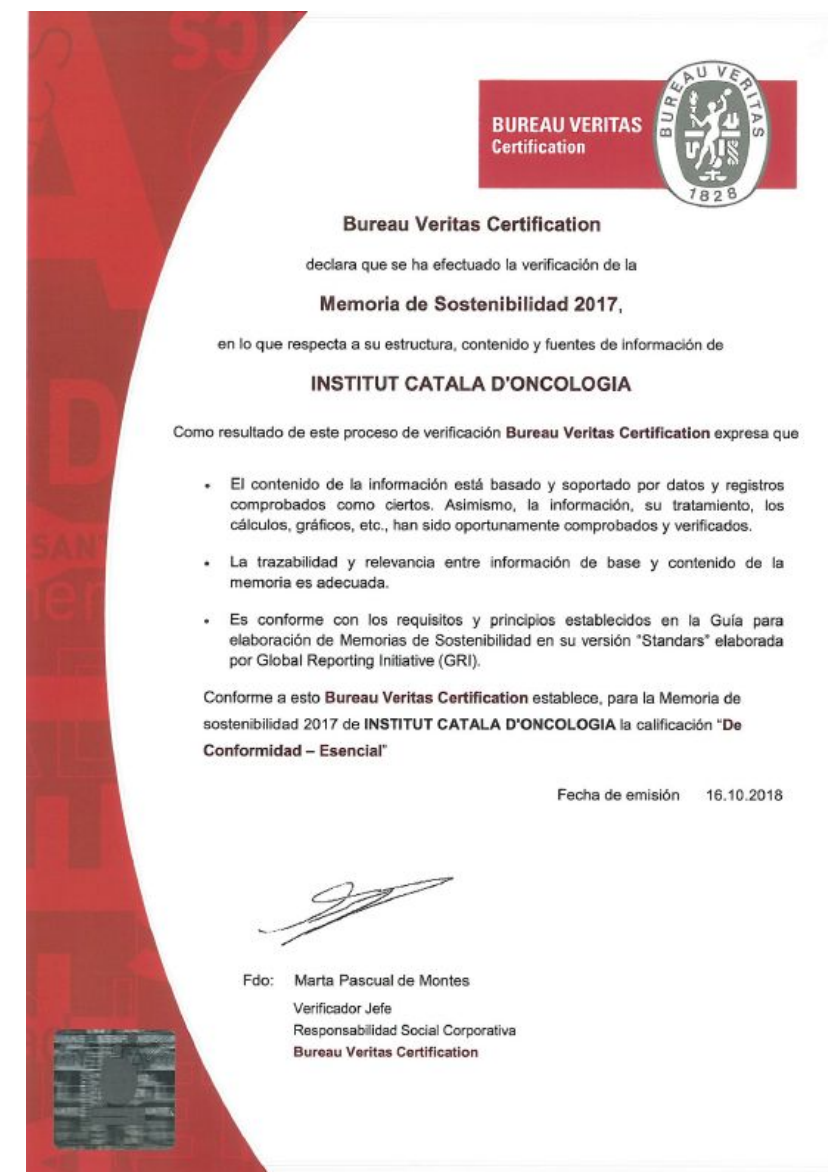 BUREAU VERITAS
Certification
BUREAU VERITAS
1828
Bureau Veritas Certification
declara que se ha efectuado la verificación de la
Memoria de Sostenibilidad 2017,
en lo que respecta a su estructura, contenido y fuentes de información de
INSTITUT CATALA D'ONCOLOGIA
Como resultado de este proceso de verificación Bureau Veritas Certification expresa que
• El contenido de la información está basado y soportado por datos y registros
comprobados como ciertos. Asimismo, la información, su tratamiento, los
cálculos, gráficos, etc., han sido oportunamente comprobados y verificados.
• La trazabilidad y relevancia entre información de base y contenido de la
memoria es adecuada.
• Es conforme con los requisitos y principios establecidos en la Guía para
elaboración de Memorias de Sostenibilidad en su versión "Standars" elaborada
por Global Reporting Initiative (GRI).
Conforme a esto Bureau Veritas Certification establece, para la Memoria de
sostenibilidad 2017 de INSTITUT CATALA D'ONCOLOGIA la calificación "De
Conformidad – Esencial"
Fecha de emisión 16.10.2018
Fdo: Marta Pascual de Montes
Verificador Jefe
Responsabilidad Social Corporativa
Bureau Veritas Certification